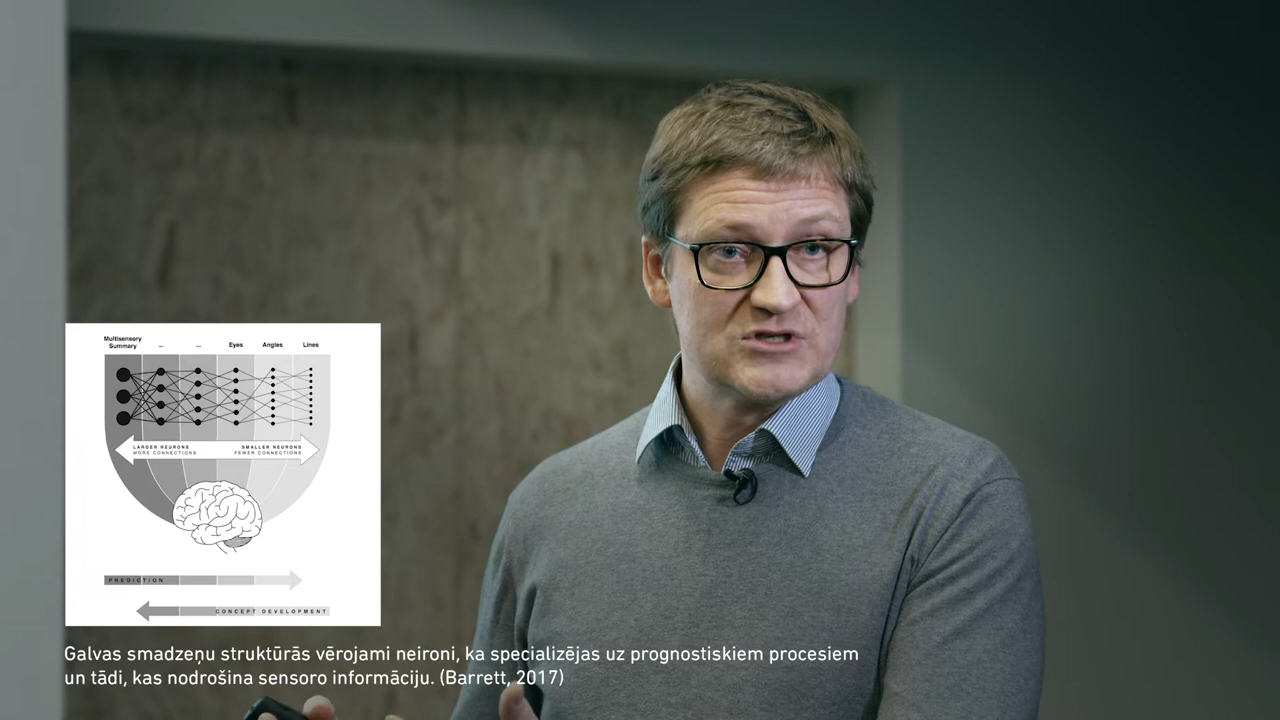 Multisensory
Summary
...
...
Eyes
Angles
Lines
LARGER NEURONS
MORE CONNECTIONS
SMALLER NEURONS
FEWER CONNECTIONS
PREDICTION
CONCEPT DEVELOPMENT
Galvas smadzeņu struktūrās vērojami neironi, ka specializējas uz prognostiskiem procesiem
un tādi, kas nodrošina sensoro informāciju. (Barrett, 2017)